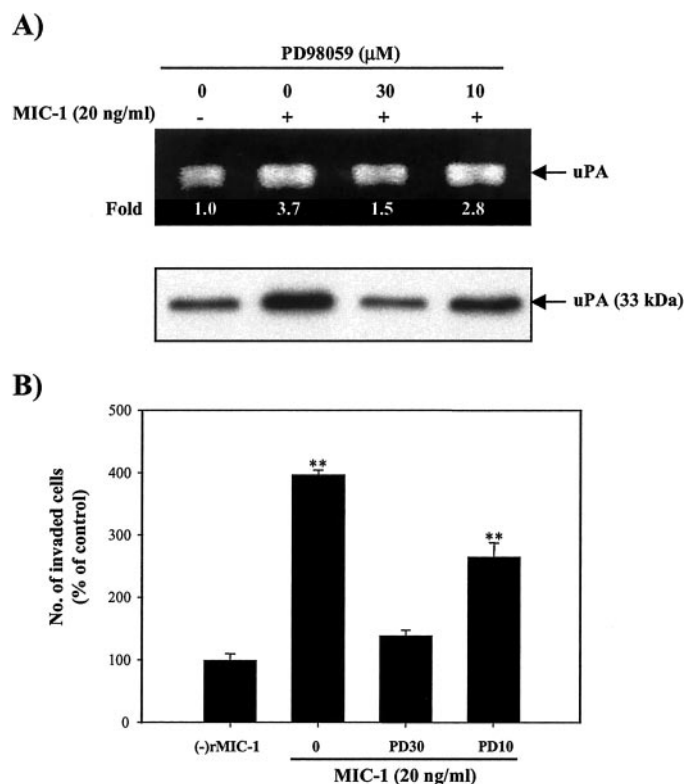 A)
PD98059 (μM)
0 0 30 10
MIC-1 (20 ng/ml) - + + +
uPA
Fold 1.0 3.7 1.5 2.8
uPA (33 kDa)
B)
No. of invaded cells
(% of control)
500
400
300
200
100
0
** **
(-)rMIC-1 0 PD30 PD10
MIC-1 (20 ng/ml)